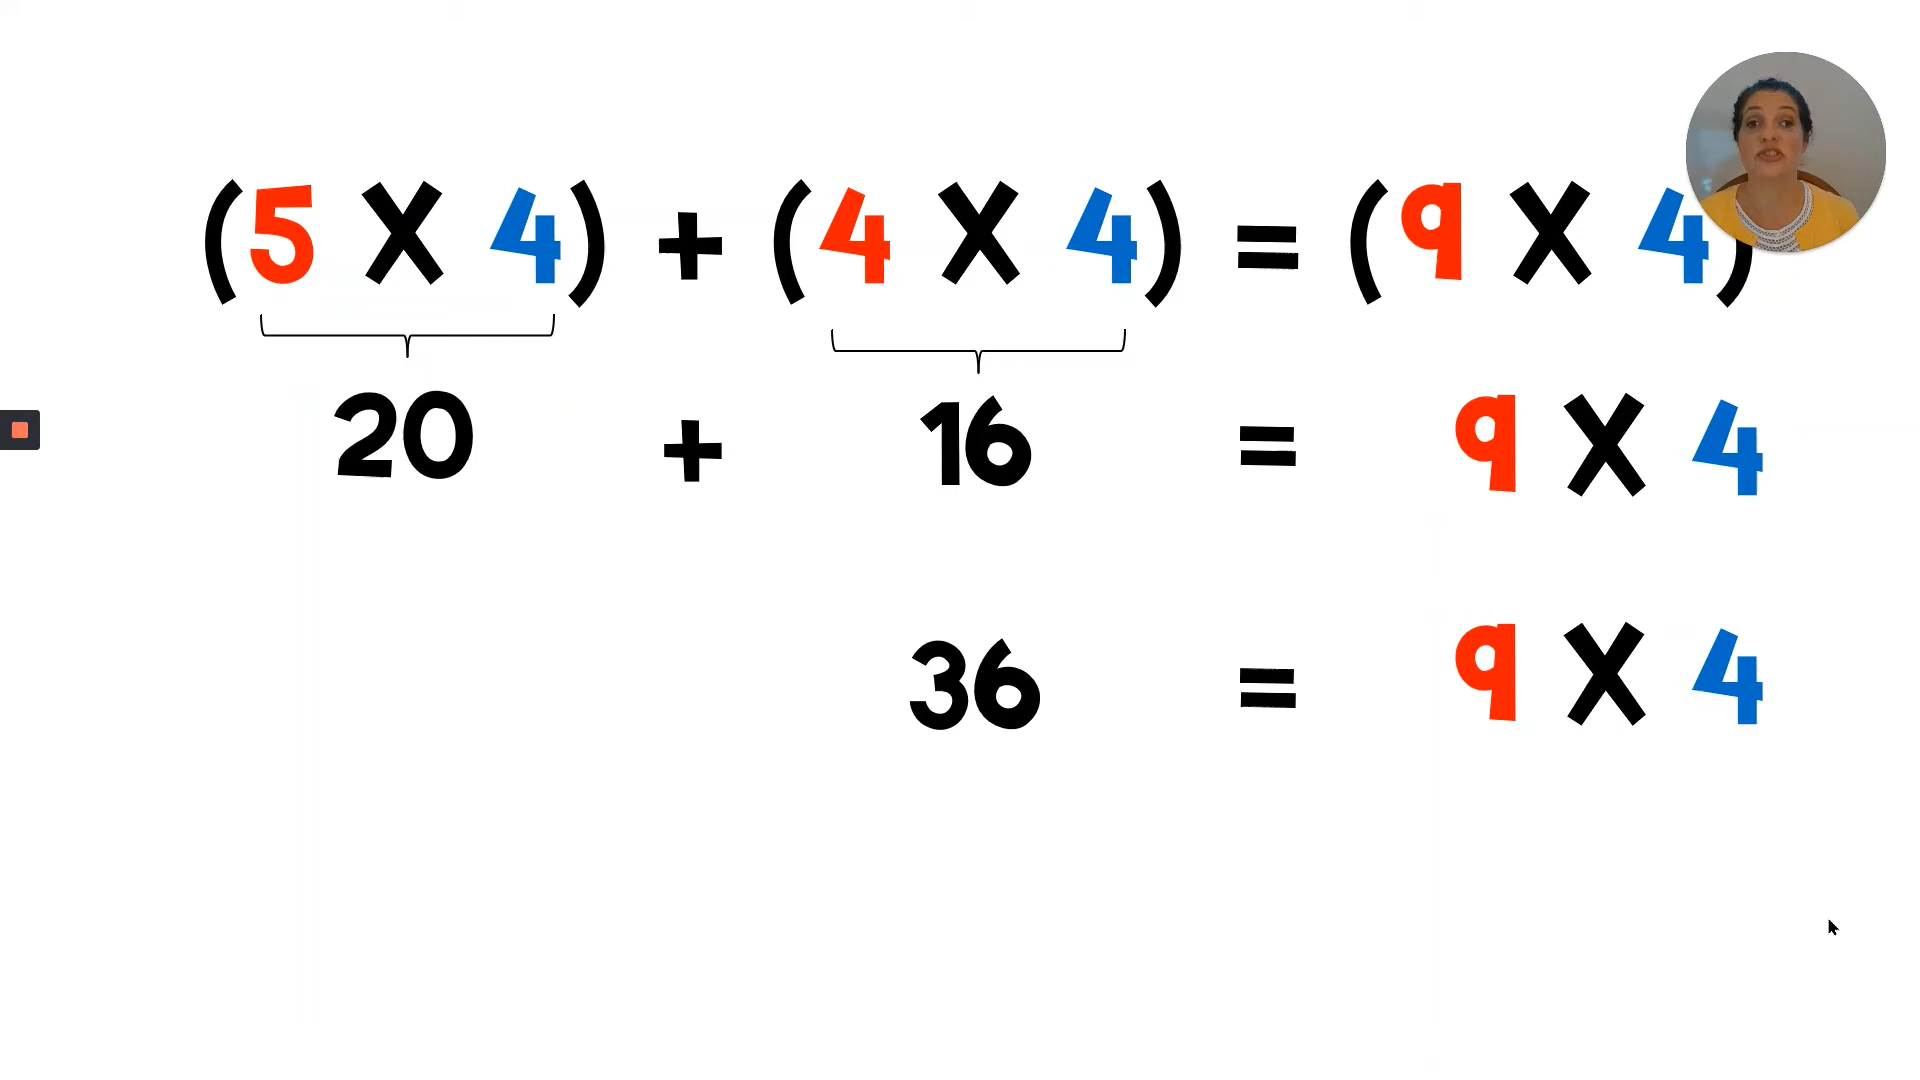 (5 X 4) + (4 X 4) = (9 X 4)
20 + 16 = 9 X 4
36 = 9 X 4